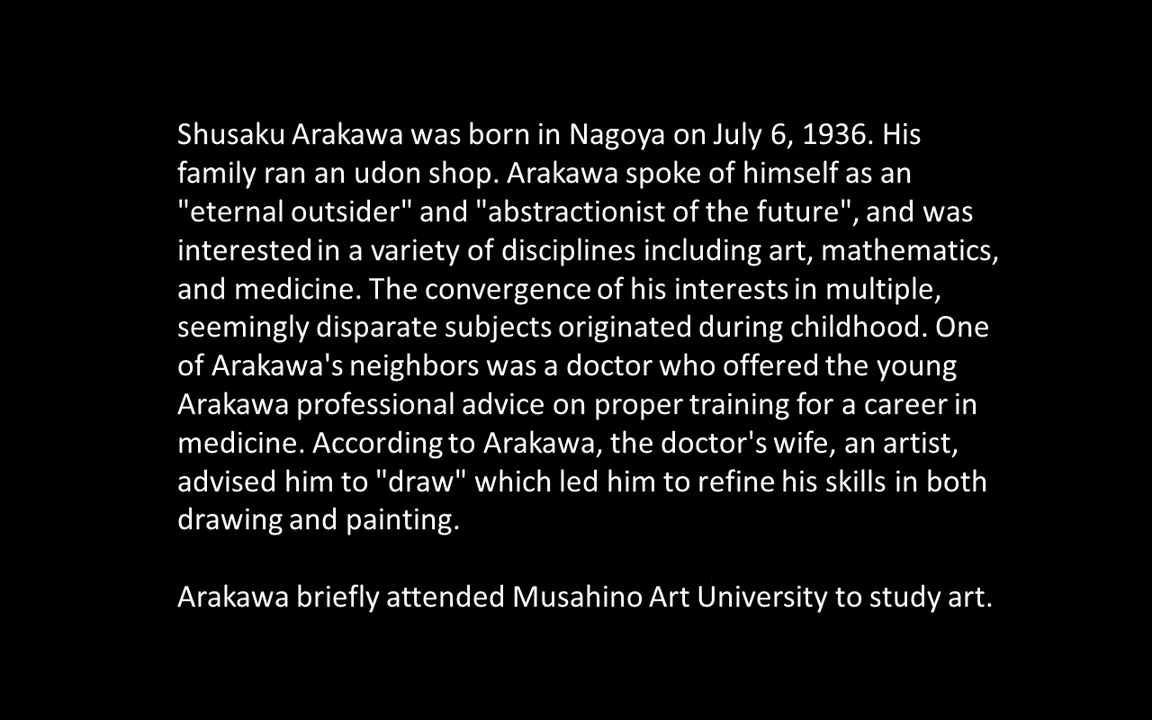 Shusaku Arakawa was born in Nagoya on July 6, 1936. His
family ran an udon shop. Arakawa spoke of himself as an
"eternal outsider" and "abstractionist of the future", and was
interested in a variety of disciplines including art, mathematics,
and medicine. The convergence of his interests in multiple,
seemingly disparate subjects originated during childhood. One
of Arakawa's neighbors was a doctor who offered the young
Arakawa professional advice on proper training for a career in
medicine. According to Arakawa, the doctor's wife, an artist,
advised him to "draw" which led him to refine his skills in both
drawing and painting.
Arakawa briefly attended Musahino Art University to study art.